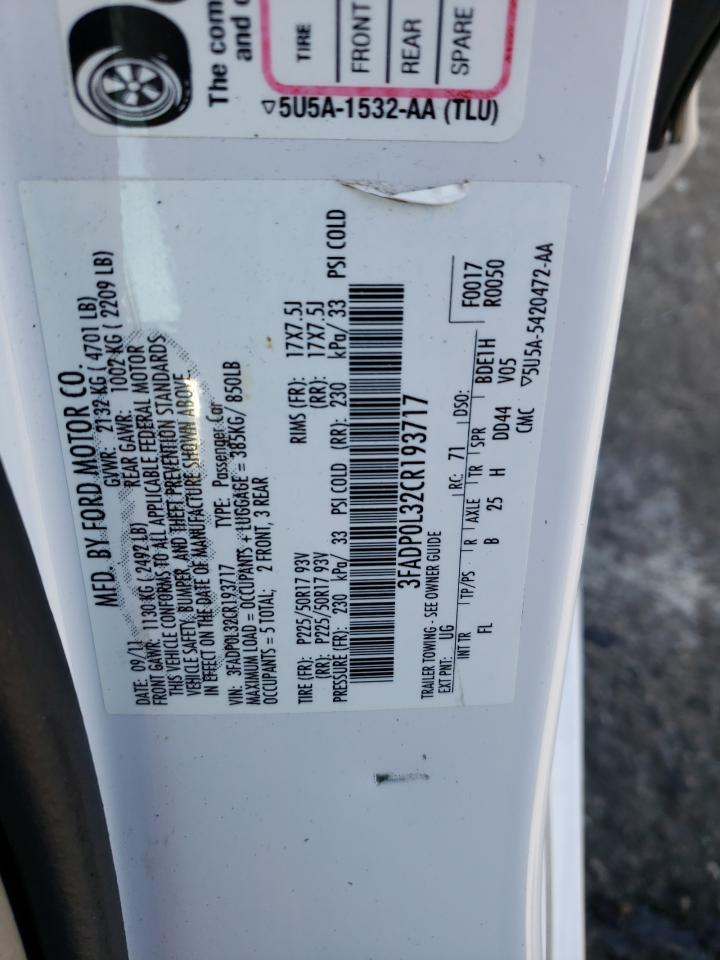 The com
and o
TIRE
FRONT
REAR
SPARE
▽5U5A-1532-AA (TLU)
MFD. BY FORD MOTOR CO.
DATE: 09/11 GVWR: 2132 KG ( 4701 LB)
FRONT GAWR: 1130 KG ( 2492 LB) REAR GAWR: 1002 KG ( 2209 LB)
THIS VEHICLE CONFORMS TO ALL APPLICABLE FEDERAL MOTOR
VEHICLE SAFETY, BUMPER, AND THEFT PREVENTION STANDARDS
IN EFFECT ON THE DATE OF MANUFACTURE SHOWN ABOVE.
VIN: 3FADP0L32CR193717 TYPE: Passenger Car
MAXIMUM LOAD = OCCUPANTS + LUGGAGE = 385KG/ 850LB
OCCUPANTS = 5 TOTAL; 2 FRONT, 3 REAR
TIRE (FR): P225/50R17 93V RIMS (FR): 17X7.5J
(RR): P225/50R17 93V (RR): 17X7.5J
PRESSURE (FR): 230 kPa/ 33 PSI COLD (RR): 230 kPa/ 33 PSI COLD
3FADP0L32CR193717
TRAILER TOWING - SEE OWNER GUIDE
EXT PNT: UG RC: 71 DSO: F0017
R0050
INT TR TP/PS R AXLE TR SPR BDE1H
FL B 25 H DD44 V05
CMC ▽5U5A-5420472-AA